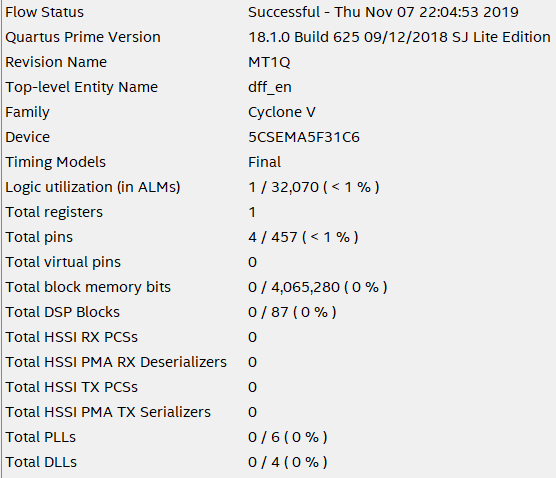 Flow Status Successful - Thu Nov 07 22:04:53 2019
Quartus Prime Version 18.1.0 Build 625 09/12/2018 SJ Lite Edition
Revision Name MT1Q
Top-level Entity Name dff_en
Family Cyclone V
Device 5CSEMA5F31C6
Timing Models Final
Logic utilization (in ALMs) 1 / 32,070 ( < 1 % )
Total registers 1
Total pins 4 / 457 ( < 1 % )
Total virtual pins 0
Total block memory bits 0 / 4,065,280 ( 0 % )
Total DSP Blocks 0 / 87 ( 0 % )
Total HSSI RX PCSs 0
Total HSSI PMA RX Deserializers 0
Total HSSI TX PCSs 0
Total HSSI PMA TX Serializers 0
Total PLLs 0 / 6 ( 0 % )
Total DLLs 0 / 4 ( 0 % )